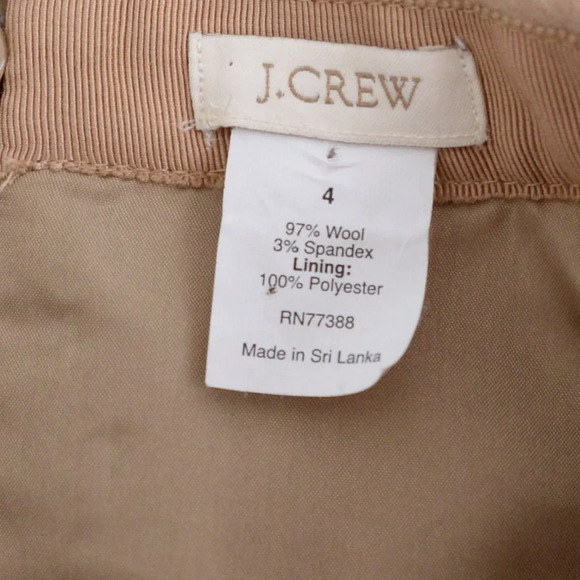 J.CREW
4
97% Wool
3% Spandex
Lining:
100% Polyester
RN77388
Made in Sri Lanka